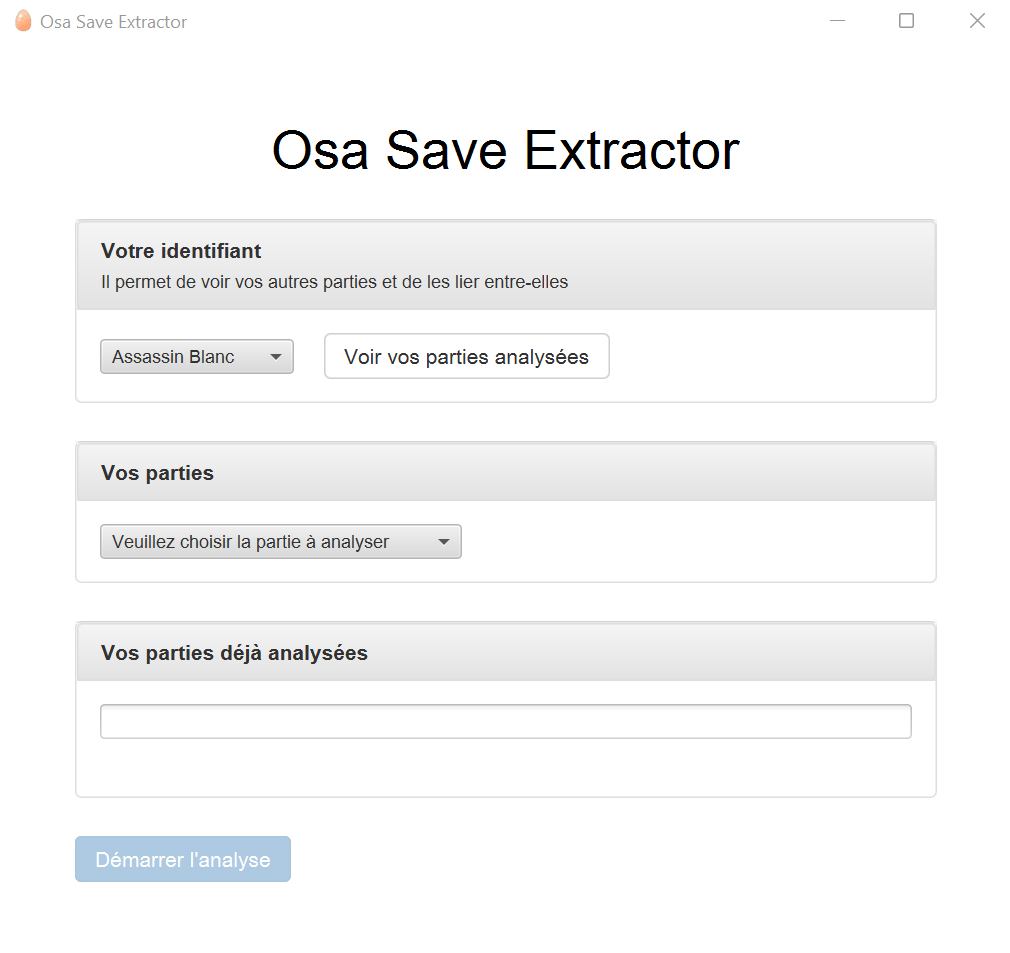 Osa Save Extractor
Osa Save Extractor
Votre identifiant
Il permet de voir vos autres parties et de les lier entre-elles
Assassin Blanc
Voir vos parties analysées
Vos parties
Veuillez choisir la partie à analyser
Vos parties déjà analysées
Démarrer l'analyse